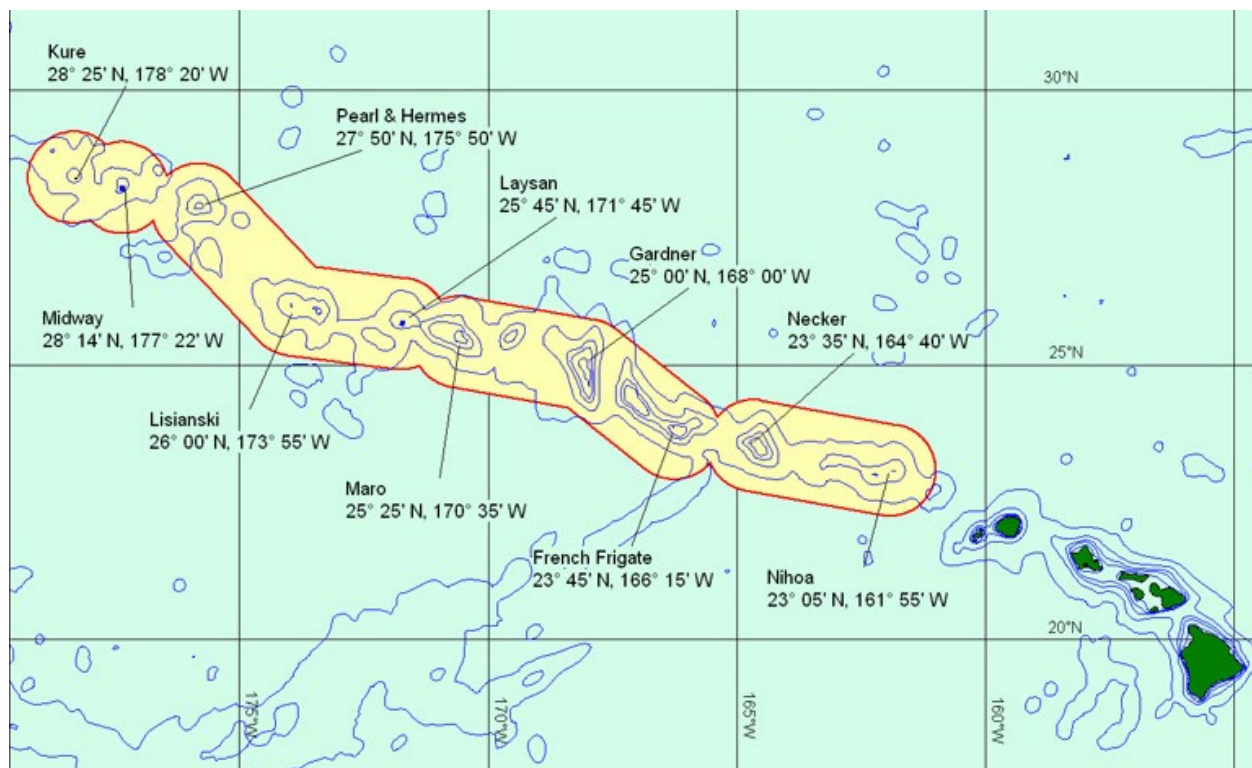 Kure
28° 25' N, 178° 20' W
30°N
Pearl & Hermes
27° 50' N, 175° 50' W
Laysan
25° 45' N, 171° 45' W
Gardner
25° 00' N, 168° 00' W
Midway
28° 14' N, 177° 22' W
Necker
23° 35' N, 164° 40' W
25°N
Lisianski
26° 00' N, 173° 55' W
Maro
25° 25' N, 170° 35' W
French Frigate
23° 45' N, 166° 15' W
Nihoa
23° 05' N, 161° 55' W
20°N
175°W
170°W
165°W
160°W